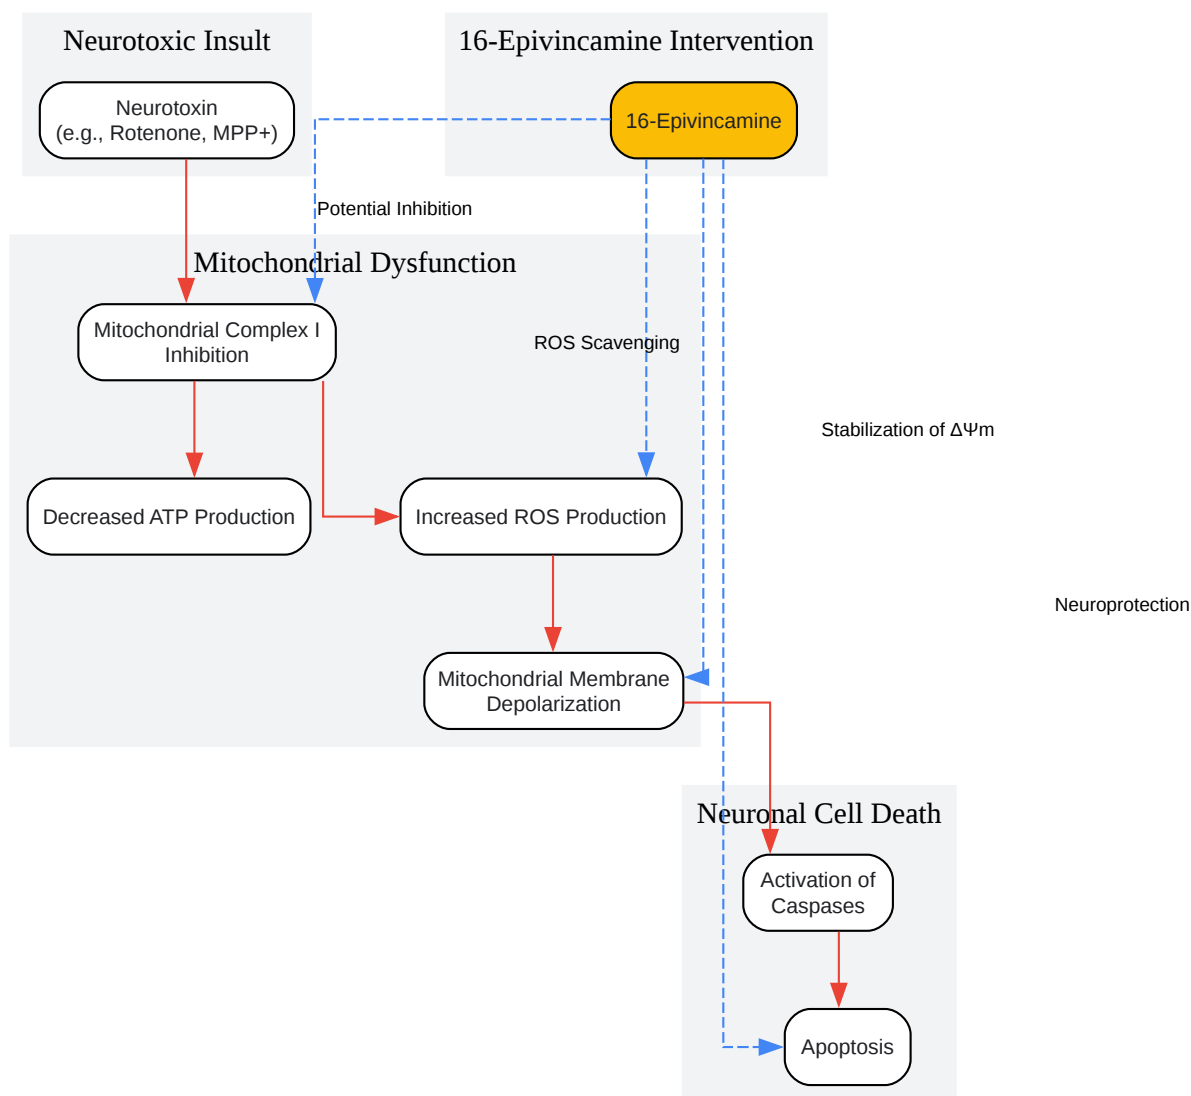 Neurotoxic Insult
16-Epivincamine Intervention
Neurotoxin
(e.g., Rotenone, MPP+)
16-Epivincamine
Potential Inhibition
Mitochondrial Dysfunction
Mitochondrial Complex I
Inhibition
ROS Scavenging
Stabilization of ΔΨm
Decreased ATP Production
Increased ROS Production
Neuroprotection
Mitochondrial Membrane
Depolarization
Neuronal Cell Death
Activation of
Caspases
Apoptosis